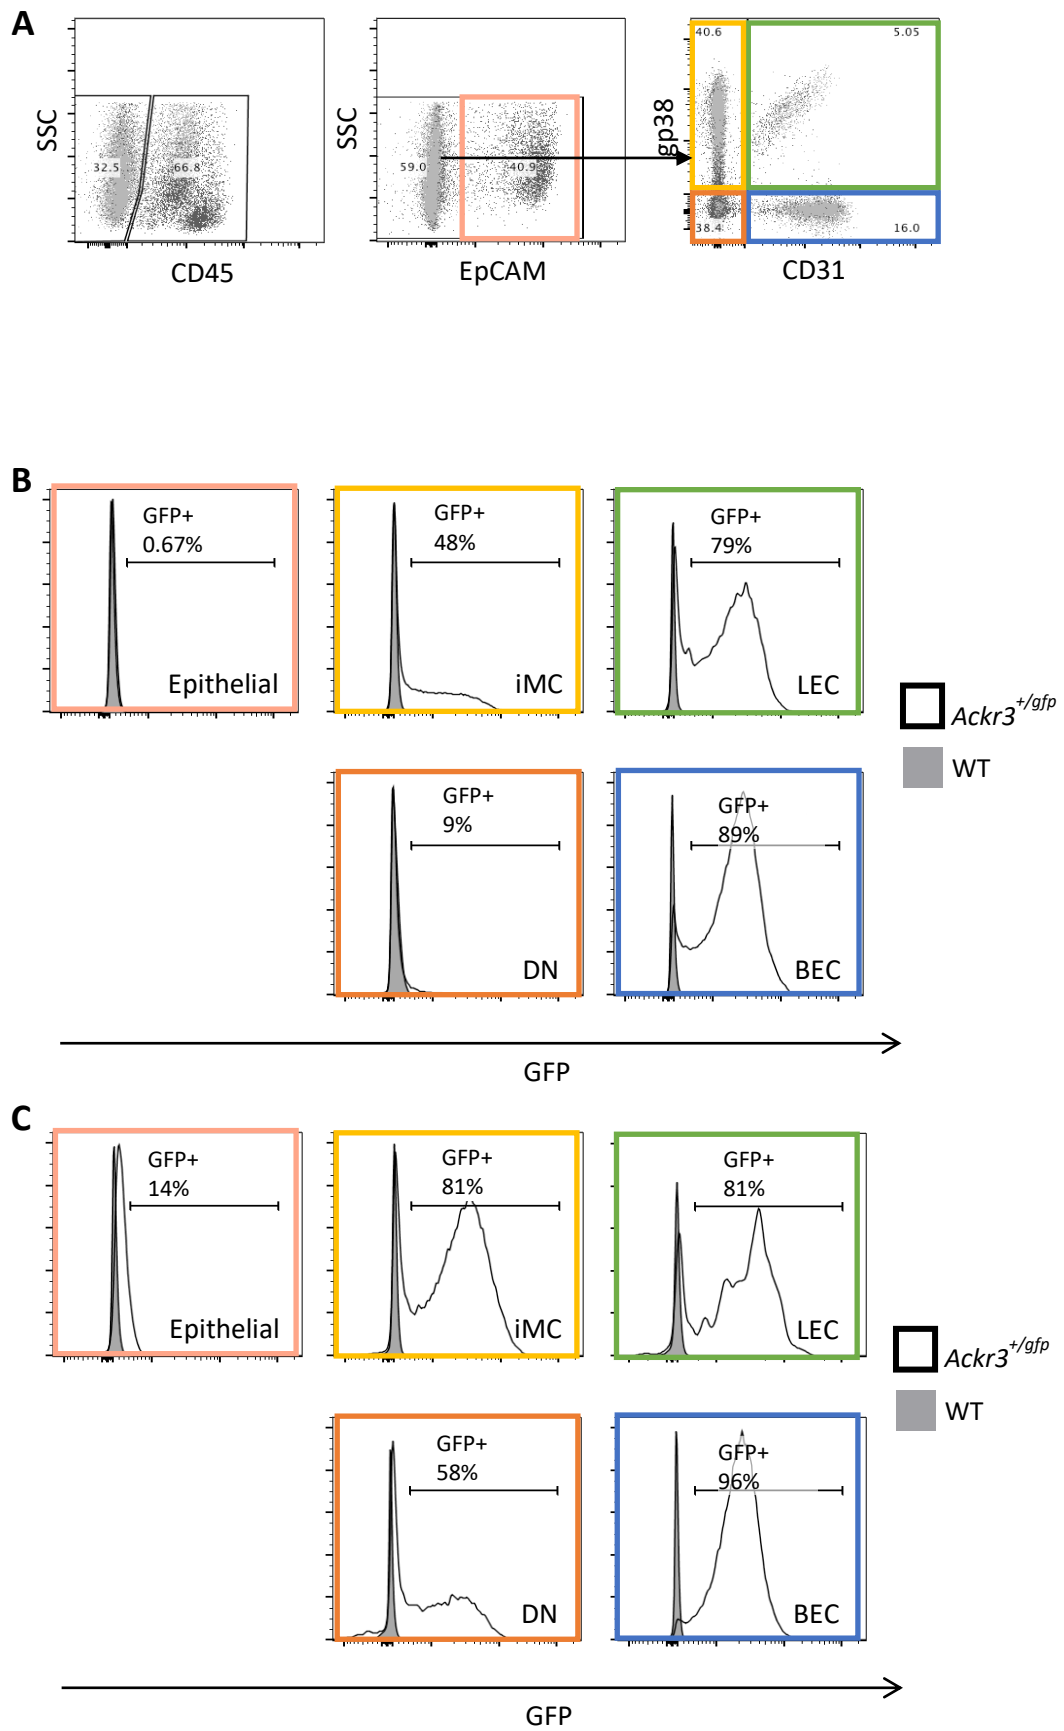 A
SSC
32.5
66.8
CD45
SSC
59.0
40.9
EpCAM
gp38
40.6
5.05
38.4
16.0
CD31
B
GFP+
0.67%
Epithelial
GFP+
48%
iMC
GFP+
79%
LEC
Ackr3+/gfp
WT
GFP+
9%
DN
GFP+
89%
BEC
GFP
C
GFP+
14%
Epithelial
GFP+
81%
iMC
GFP+
81%
LEC
Ackr3+/gfp
WT
GFP+
58%
DN
GFP+
96%
BEC
GFP